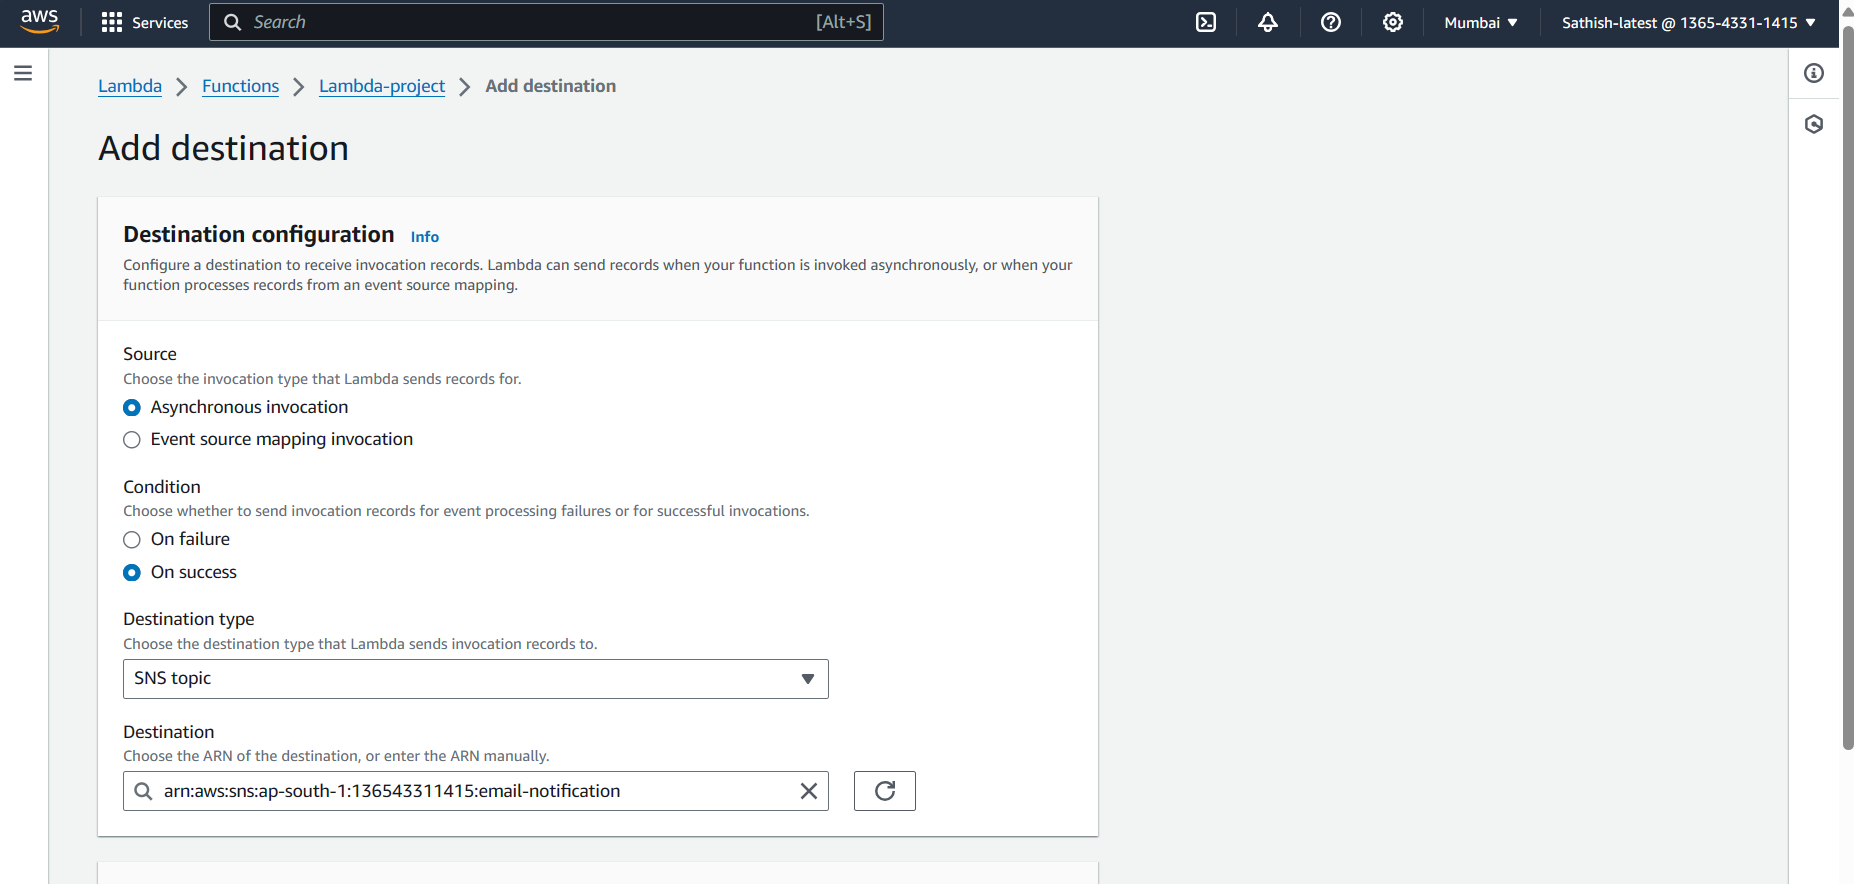 aws Services Search [Alt+S] Mumbai Sathish-latest @ 1365-4331-1415
Lambda Functions Lambda-project Add destination
Add destination
Destination configuration Info
Configure a destination to receive invocation records. Lambda can send records when your function is invoked asynchronously, or when your
function processes records from an event source mapping.
Source
Choose the invocation type that Lambda sends records for.
Asynchronous invocation
Event source mapping invocation
Condition
Choose whether to send invocation records for event processing failures or for successful invocations.
On failure
On success
Destination type
Choose the destination type that Lambda sends invocation records to.
SNS topic
Destination
Choose the ARN of the destination, or enter the ARN manually.
arn:aws:sns:ap-south-1:136543311415:email-notification